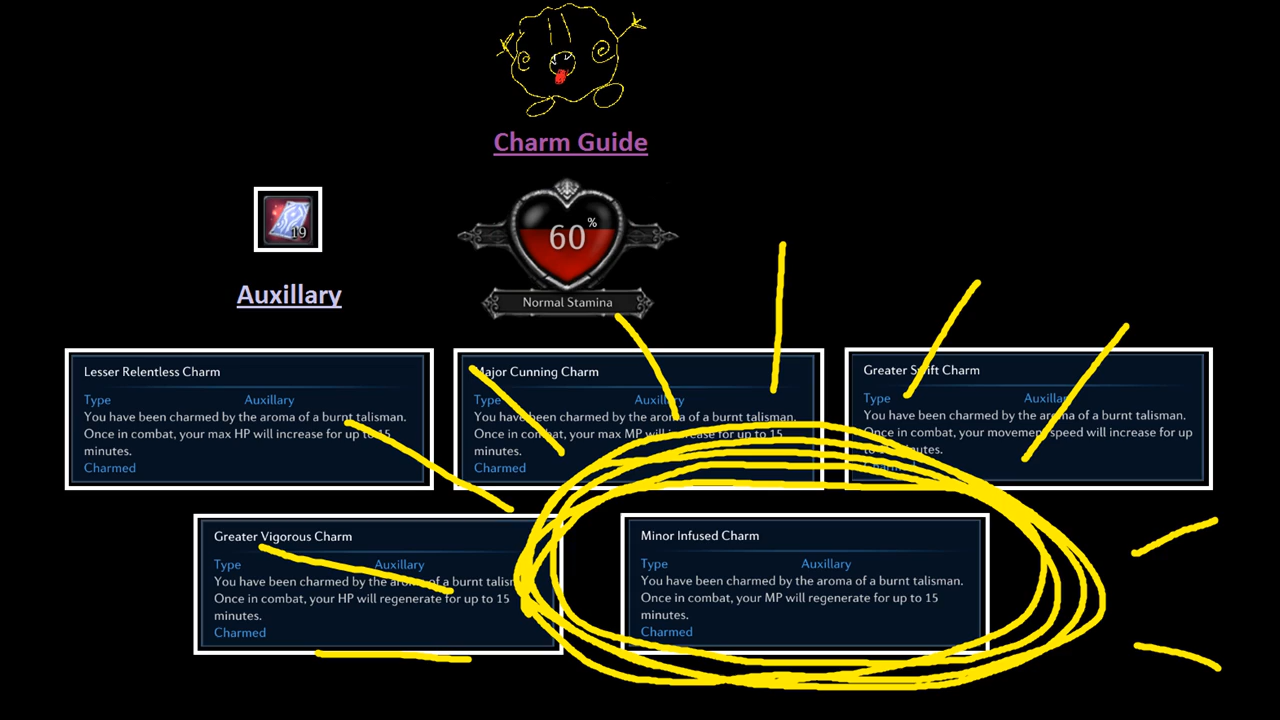 Charm Guide
19
60%
Auxillary
Normal Stamina
Lesser Relentless Charm
Type Auxillary
You have been charmed by the aroma of a burnt talisman.
Once in combat, your max HP will increase for up to 15
minutes.
Charmed
Major Cunning Charm
Type Auxillary
You have been charmed by the aroma of a burnt talisman.
Once in combat, your max MP will increase for up to 15
minutes.
Charmed
Greater Swift Charm
Type Auxillary
You have been charmed by the aroma of a burnt talisman.
Once in combat, your movement speed will increase for up
minutes.
Charmed
Greater Vigorous Charm
Type Auxillary
You have been charmed by the aroma of a burnt
Once in combat, your HP will regenerate for up to 15
minutes.
Charmed
Minor Infused Charm
Type Auxillary
You have been charmed by the aroma of a burnt talisman.
Once in combat, your MP will regenerate for up to 15
minutes.
Charmed